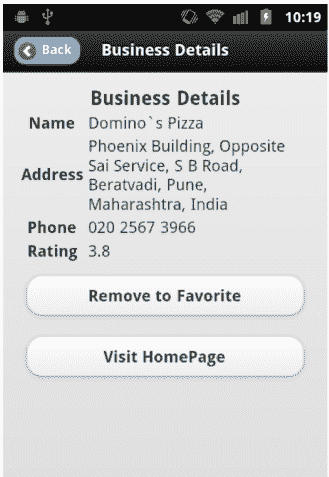 10:19
Back
Business Details
Business Details
Name Domino`s Pizza
Address Phoenix Building, Opposite
Sai Service, S B Road,
Beratvadi, Pune,
Maharashtra, India
Phone 020 2567 3966
Rating 3.8
Remove to Favorite
Visit HomePage